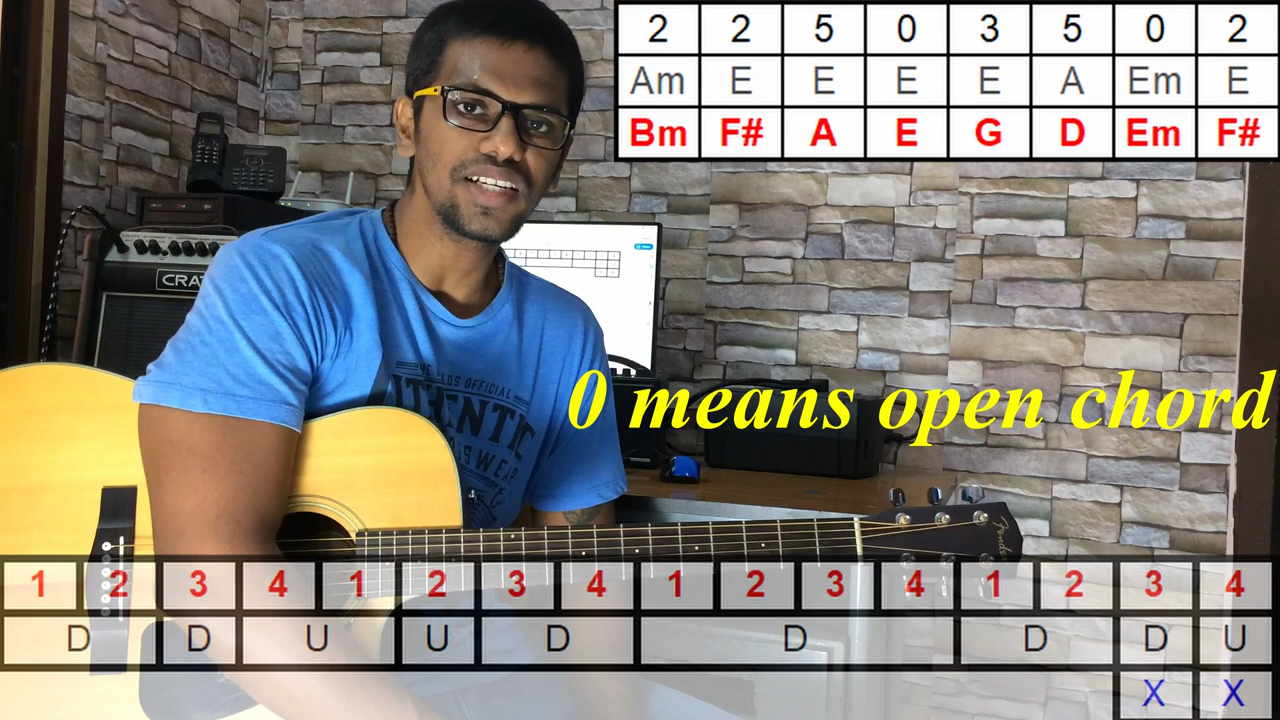 2 2 5 0 3 5 0 2
Am E E E E A Em E
Bm F# A E G D Em F#
CRAT
OFFICIAL
0 means open chord
Fender
1 2 3 4 1 2 3 4 1 2 3 4 1 2 3 4
D D U U D D D D U
X X